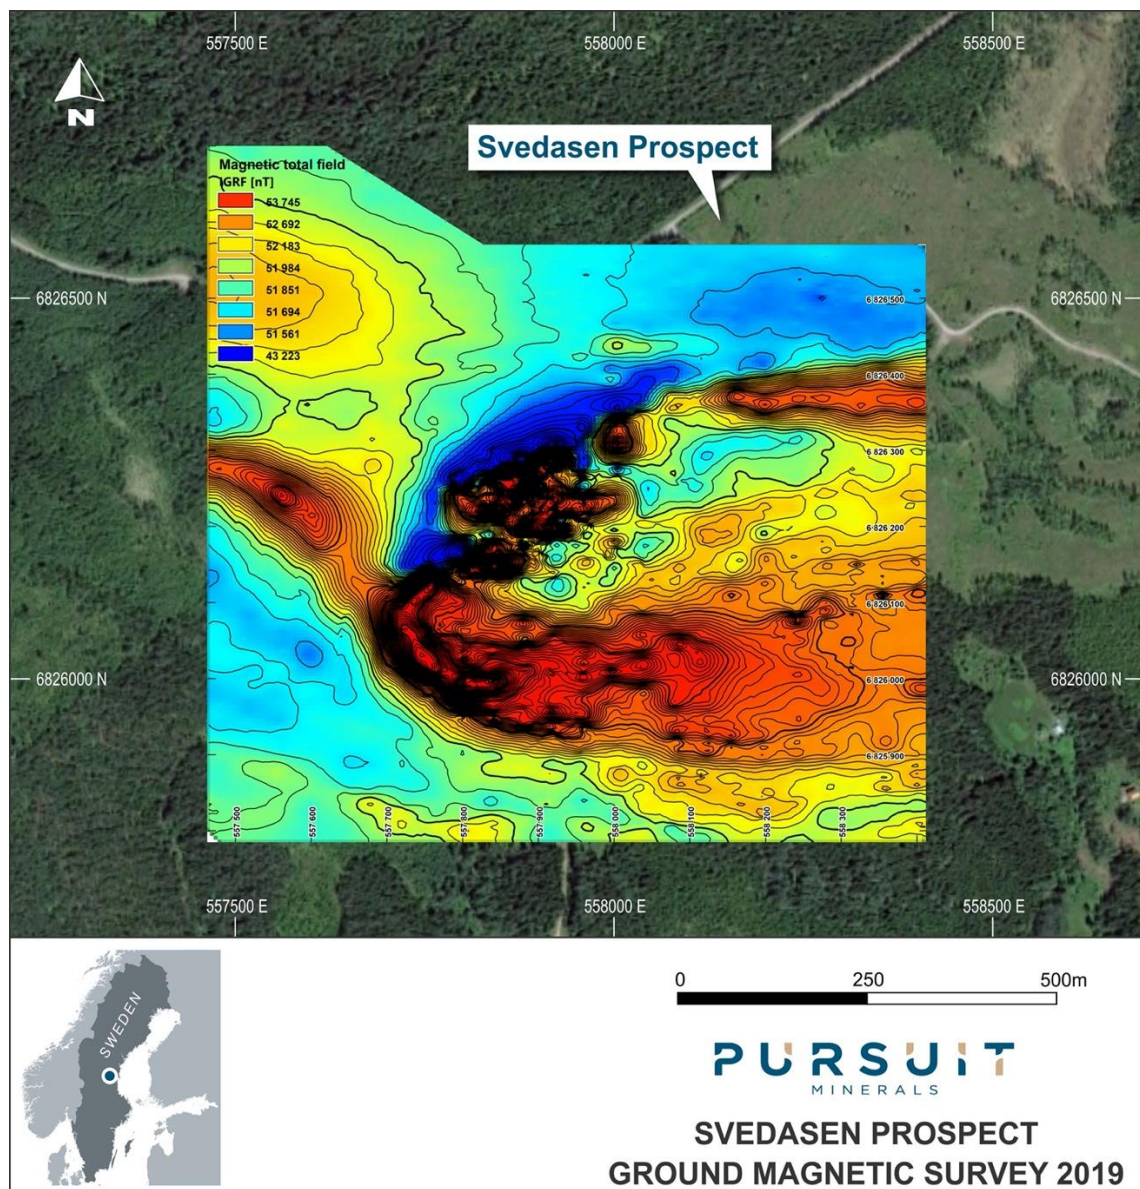 557500 E
558000 E
558500 E
N
Svedasen Prospect
Magnetic total field
IGRF [nT]
53 745
52 692
52 183
51 984
51 851
51 694
51 561
43 223
6826500 N
6826500 N
6 826 500
6 826 400
6 826 300
6 826 200
6 826 100
6826000 N
6 826 000
6826000 N
6 825 900
557 500
557 600
557 700
557 800
557 900
558 000
558 100
558 200
558 300
557500 E
558000 E
558500 E
SWEDEN
0 250 500m
PURSUIT
MINERALS
SVEDASEN PROSPECT
GROUND MAGNETIC SURVEY 2019